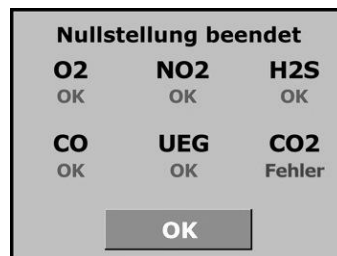 Nullstellung beendet
O2 NO2 H2S
OK OK OK
CO UEG CO2
OK OK Fehler
OK